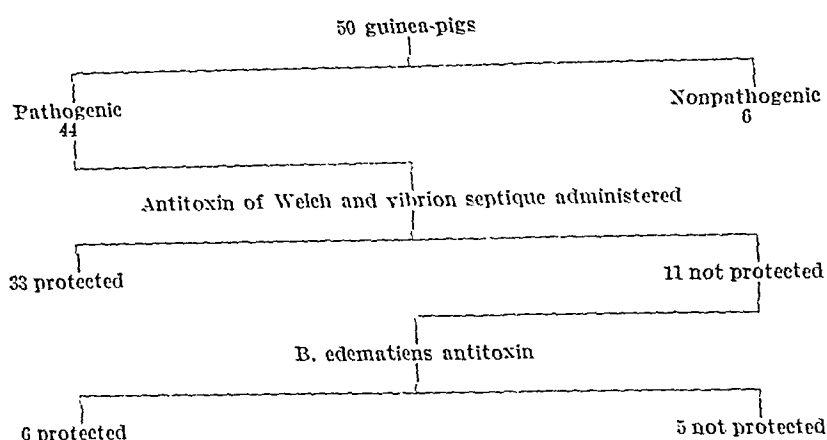 50 guinea-pigs
Pathogenic
44
Nonpathogenic
6
Antitoxin of Welch and vibrion septique administered
33 protected
11 not protected
B. edematiens antitoxin
6 protected
5 not protected